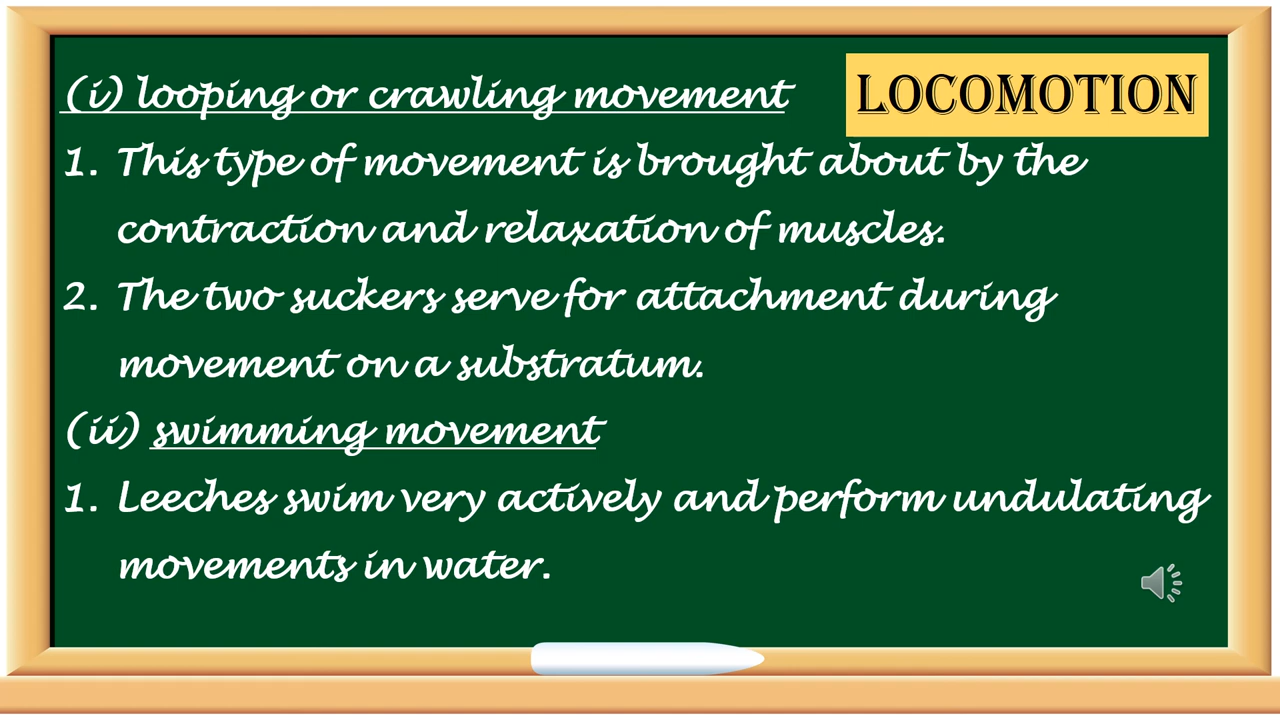 LOCOMOTION
(i) looping or crawling movement
1. This type of movement is brought about by the
contraction and relaxation of muscles.
2. The two suckers serve for attachment during
movement on a substratum.
(ii) swimming movement
1. Leeches swim very actively and perform undulating
movements in water.